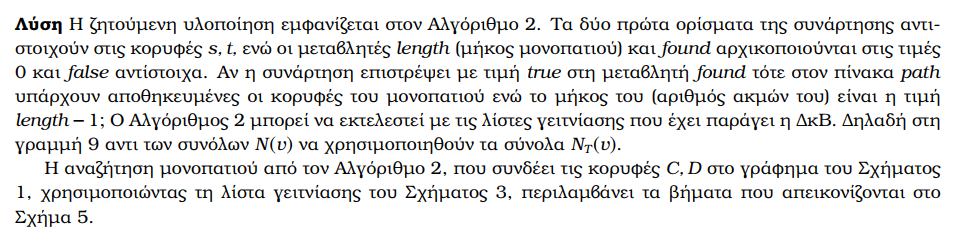 Λύση Η ζητούμενη υλοποίηση εμφανίζεται στον Αλγόριθμο 2. Τα δύο πρώτα ορίσματα της συνάρτησης αντι-
στοιχούν στις κορυφές s, t, ενώ οι μεταβλητές length (μήκος μονοπατιού) και found αρχικοποιούνται στις τιμές
0 και false αντίστοιχα. Αν η συνάρτηση επιστρέψει με τιμή true στη μεταβλητή found τότε στον πίνακα path
υπάρχουν αποθηκευμένες οι κορυφές του μονοπατιού ενώ το μήκος του (αριθμός ακμών του) είναι η τιμή
length − 1; Ο Αλγόριθμος 2 μπορεί να εκτελεστεί με τις λίστες γειτνίασης που έχει παράγει η ΔκΒ. Δηλαδή στη
γραμμή 9 αντι των συνόλων N(υ) να χρησιμοποιηθούν τα σύνολα N_T(υ).
Η αναζήτηση μονοπατιού από τον Αλγόριθμο 2, που συνδέει τις κορυφές C, D στο γράφημα του Σχήματος
1, χρησιμοποιώντας τη λίστα γειτνίασης του Σχήματος 3, περιλαμβάνει τα βήματα που απεικονίζονται στο
Σχήμα 5.